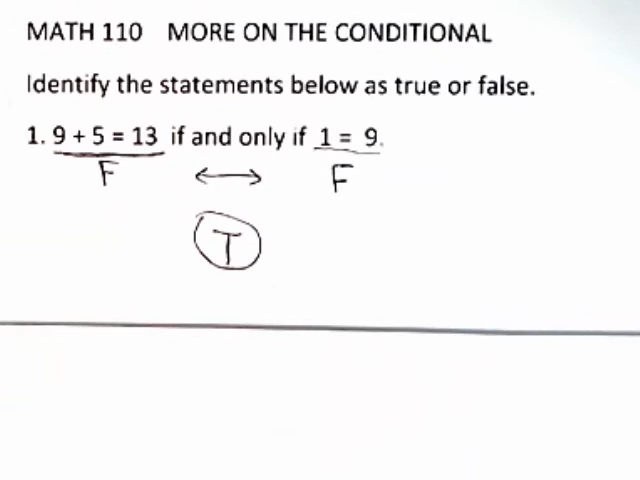 MATH 110 MORE ON THE CONDITIONAL
Identify the statements below as true or false.
1. 9 + 5 = 13 if and only if 1 = 9.
F ↔ F
T